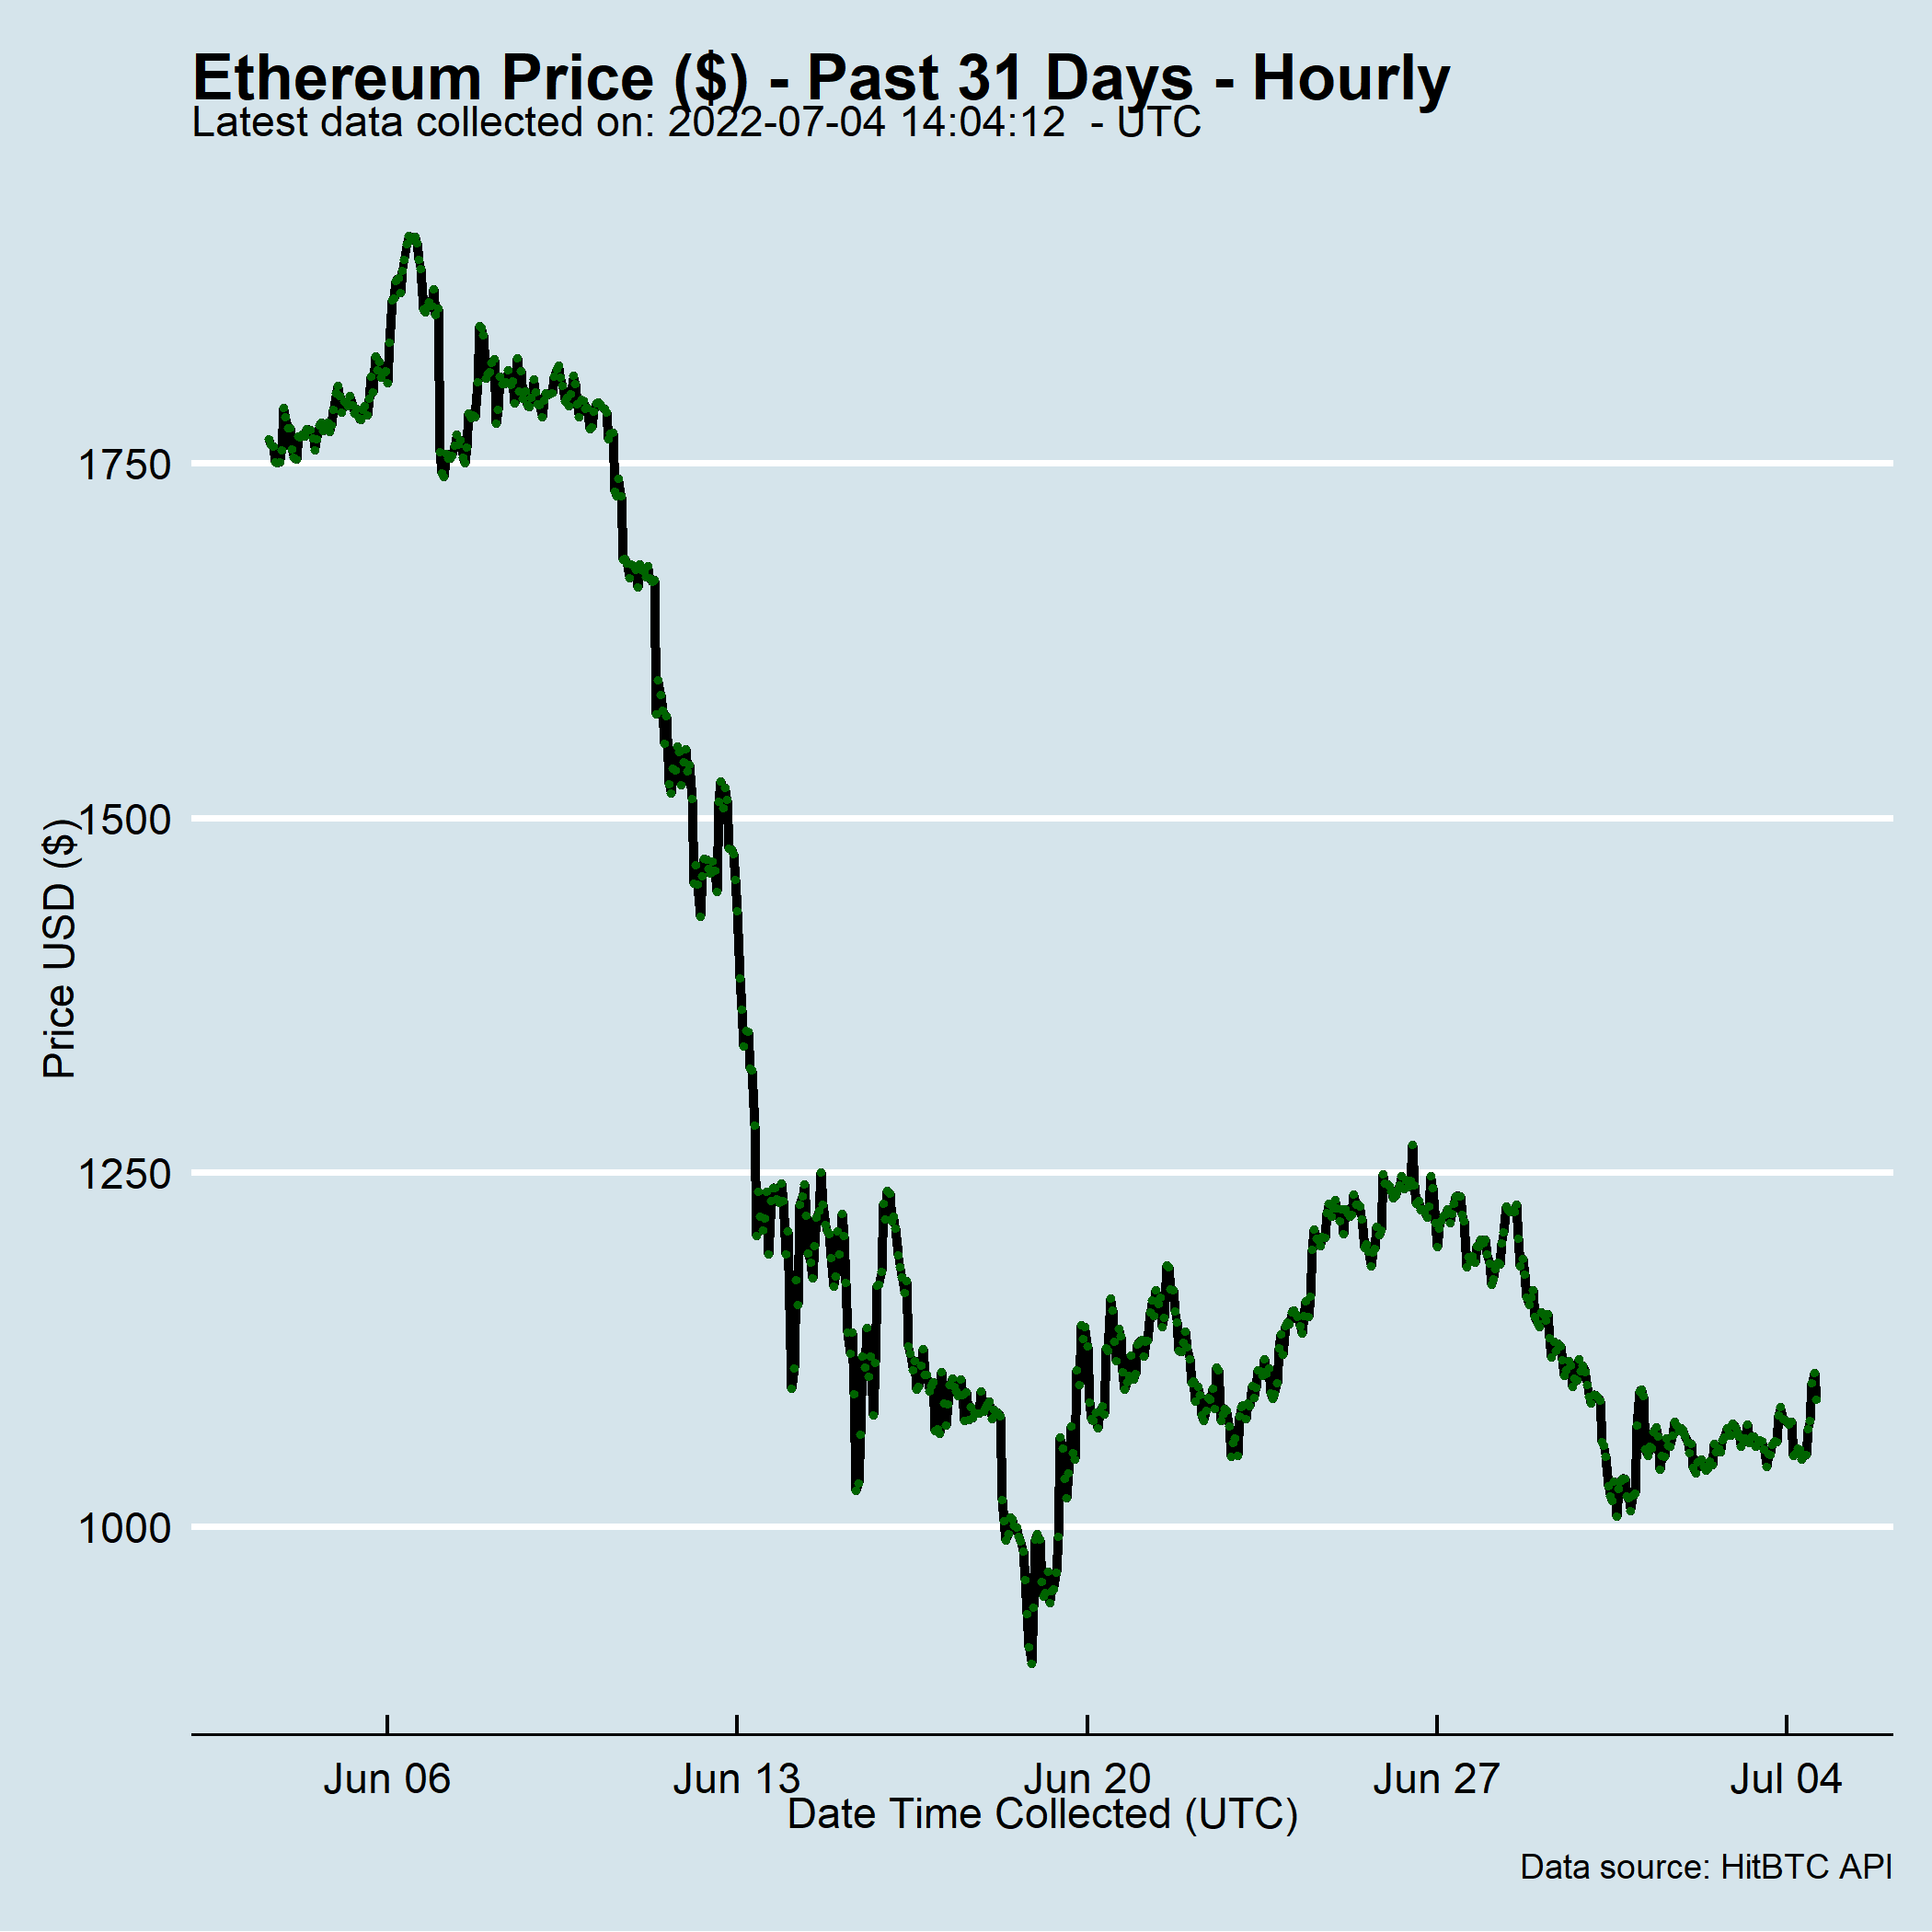 Ethereum Price ($) - Past 31 Days - Hourly
Latest data collected on: 2022-07-04 14:04:12  - UTC
1750
1500
1250
1000
Price USD ($)
Jun 06
Jun 13
Jun 20
Jun 27
Jul 04
Date Time Collected (UTC)
Data source: HitBTC API